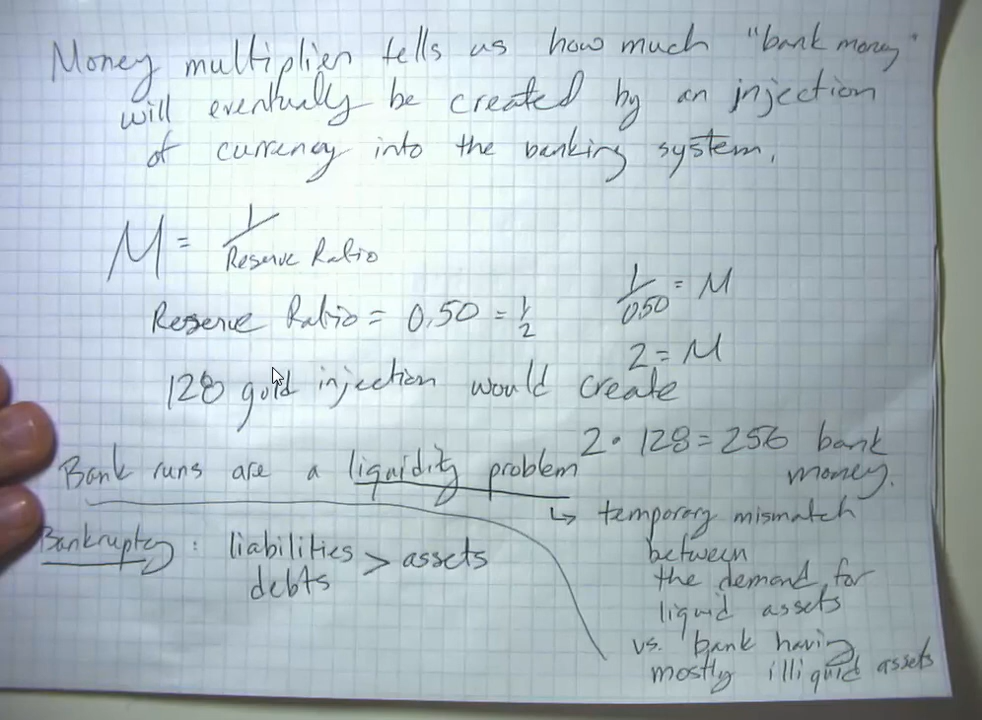 Money multiplier tells us how much "bank money"
will eventually be created by an injection
of currency into the banking system.
M = 1/Reserve Ratio
Reserve Ratio = 0.50 = 1/2
1/0.50 = M
2 = M
128 gold injection would create
2 · 128 = 256 bank
money.
Bank runs are a liquidity problem
↳ temporary mismatch
between
the demand for
liquid assets
vs. bank having
mostly illiquid assets
Bankruptcy : liabilities > assets
debts